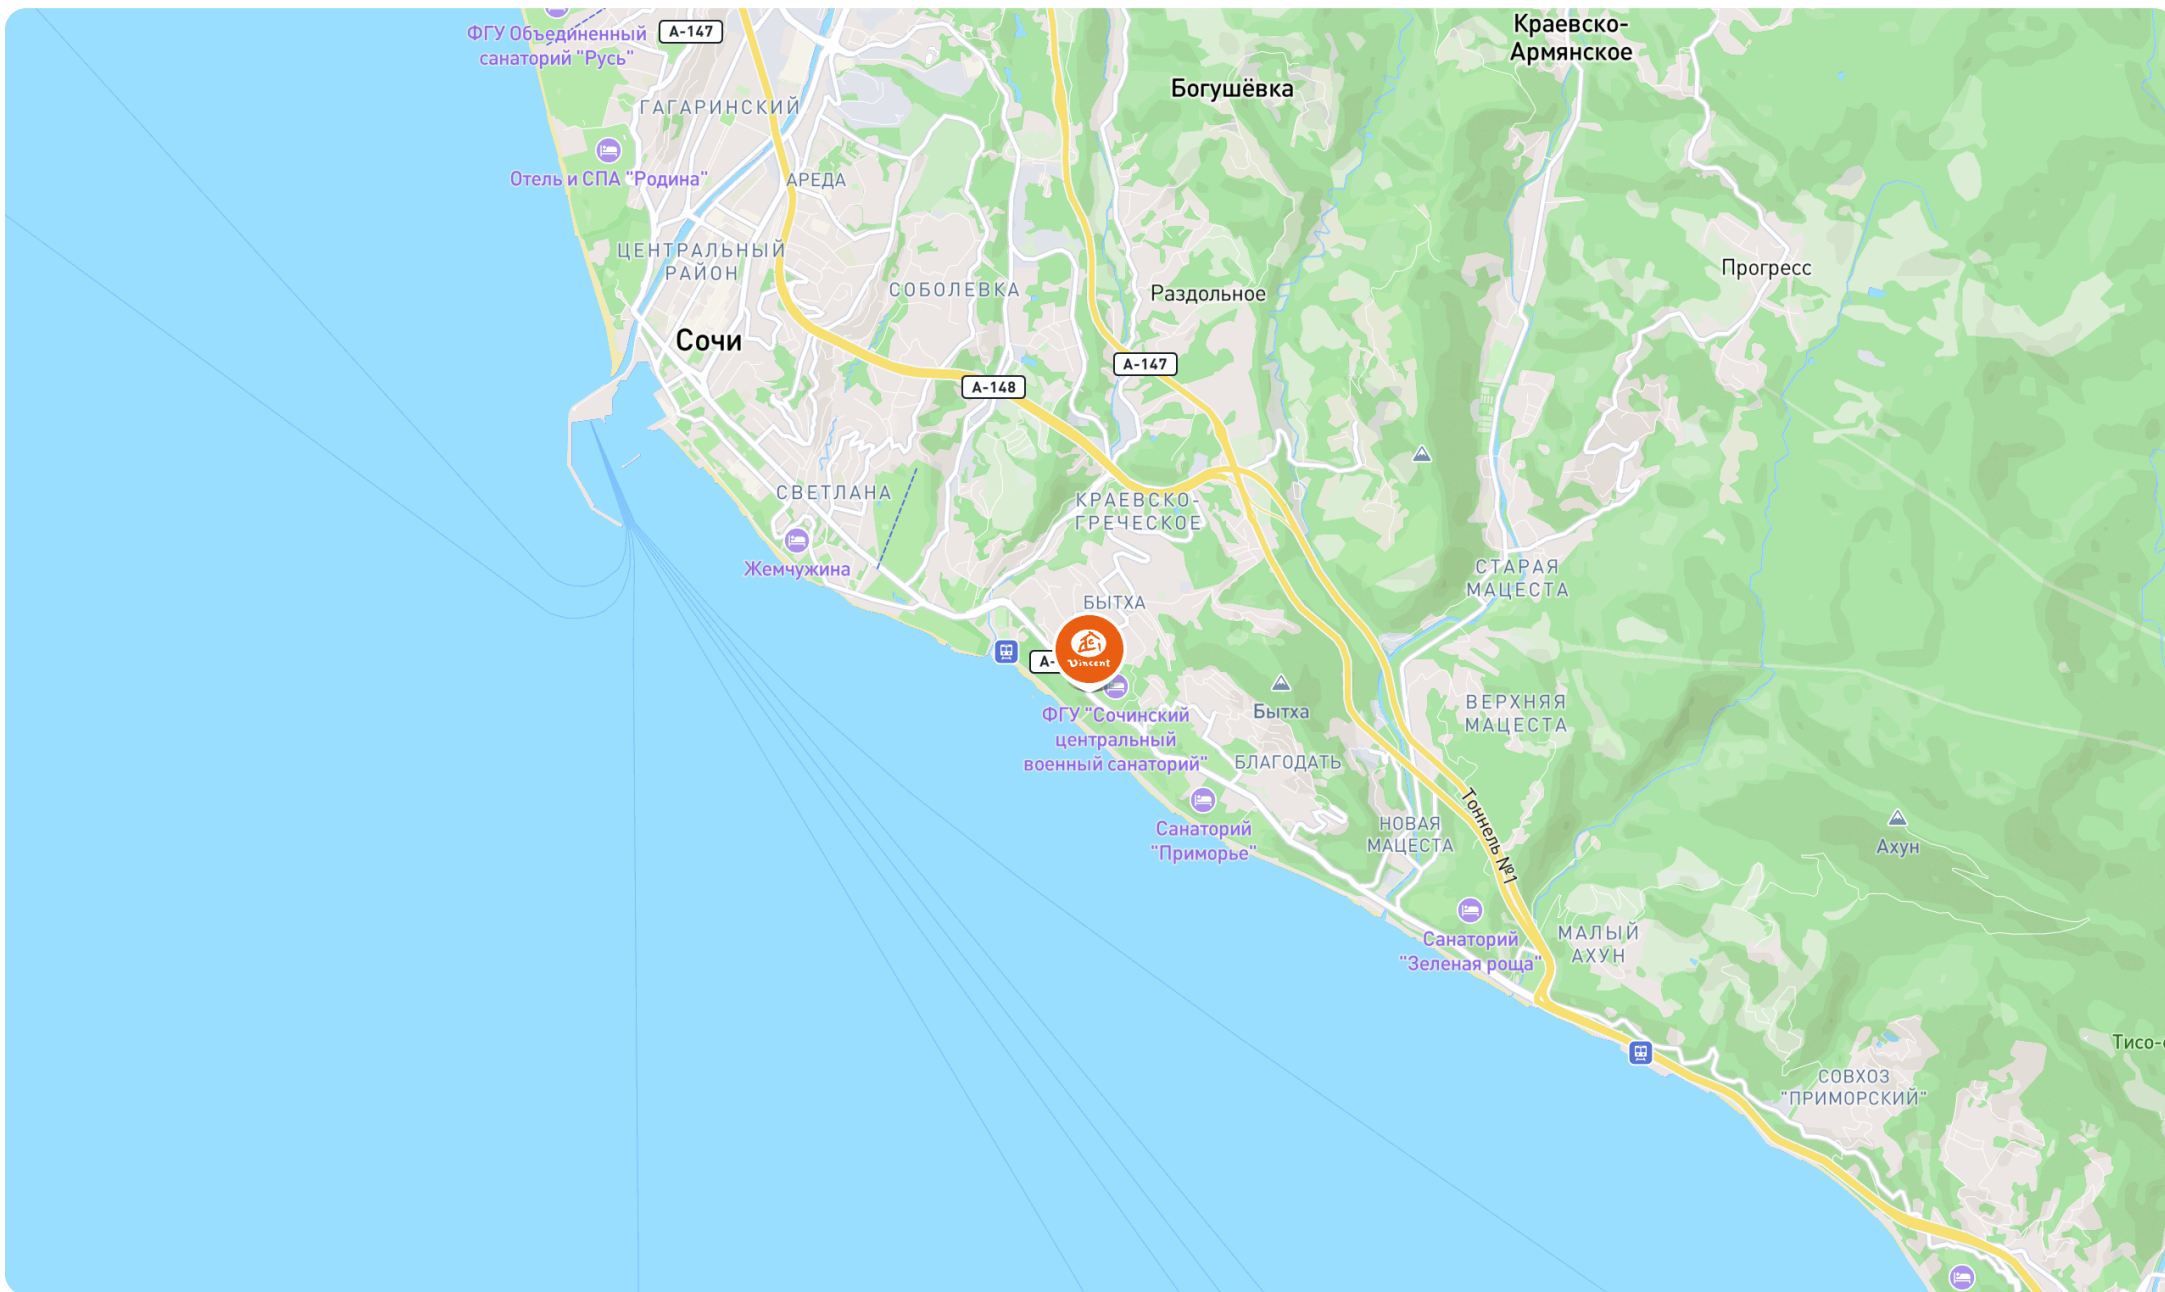 ФГУ Объединенный
санаторий "Русь"
А-147
Краевско-
Армянское
Богушёвка
ГАГАРИНСКИЙ
Отель и СПА "Родина"
АРЕДА
ЦЕНТРАЛЬНЫЙ
РАЙОН
СОБОЛЕВКА
Раздольное
Прогресс
Сочи
А-147
А-148
СВЕТЛАНА
КРАЕВСКО-
ГРЕЧЕСКОЕ
Жемчужина
СТАРАЯ
МАЦЕСТА
БЫТХА
А-
Vincent
ФГУ "Сочинский
центральный
военный санаторий"
Бытха
ВЕРХНЯЯ
МАЦЕСТА
БЛАГОДАТЬ
Тоннель №1
Санаторий
"Приморье"
НОВАЯ
МАЦЕСТА
Ахун
Санаторий
"Зеленая роща"
МАЛЫЙ
АХУН
Тисо-с
СОВХОЗ
"ПРИМОРСКИЙ"